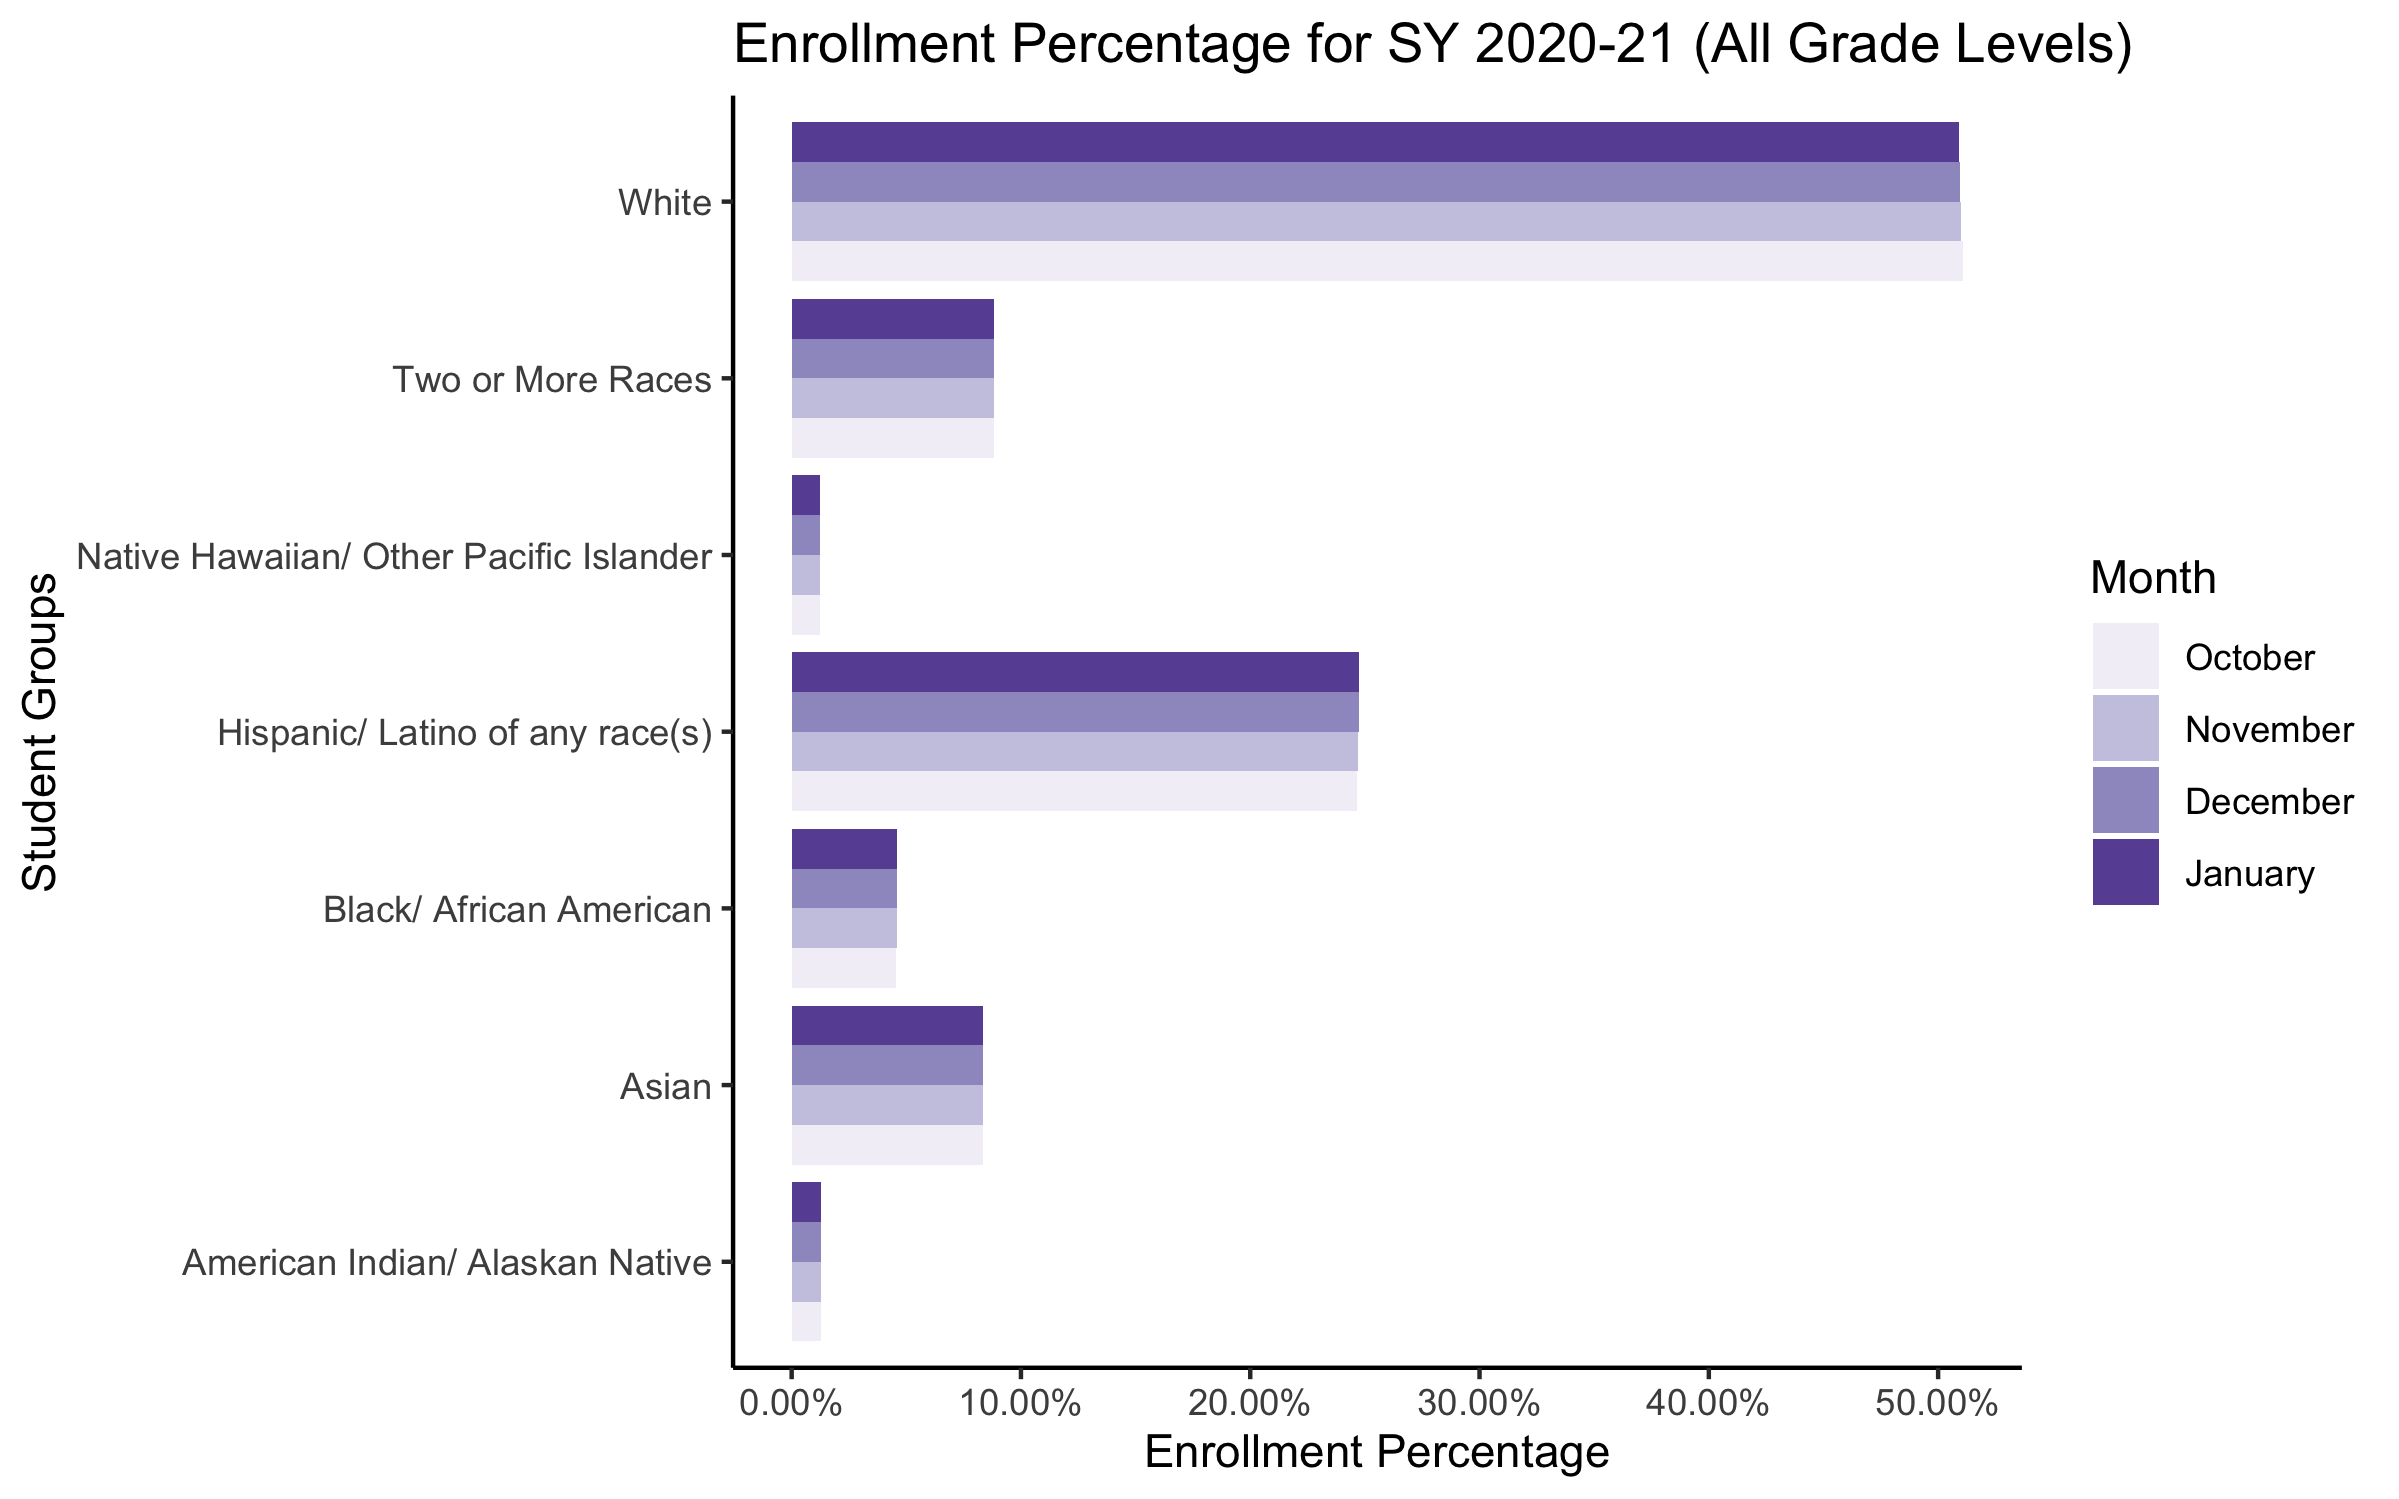 Enrollment Percentage for SY 2020-21 (All Grade Levels)
Student Groups
White
Two or More Races
Native Hawaiian/ Other Pacific Islander
Hispanic/ Latino of any race(s)
Black/ African American
Asian
American Indian/ Alaskan Native
0.00% 10.00% 20.00% 30.00% 40.00% 50.00%
Enrollment Percentage
Month
October
November
December
January